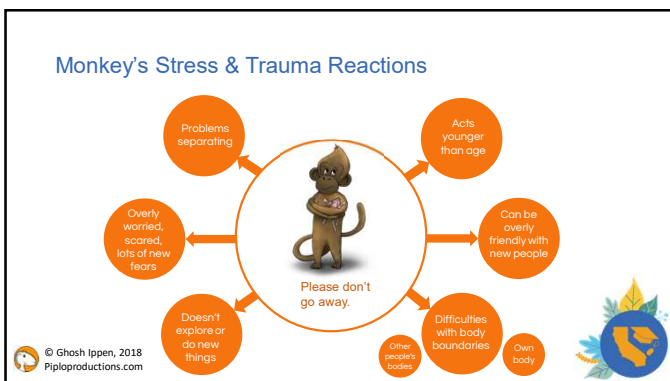 Monkey's Stress & Trauma Reactions
Problems
separating
Acts
younger
than age
Overly
worried,
scared,
lots of new
fears
Can be
overly
friendly with
new people
Please don't
go away.
Doesn't
explore or
do new
things
Difficulties
with body
boundaries
Other
people's
bodies
Own
body
© Ghosh Ippen, 2018
Piploproductions.com